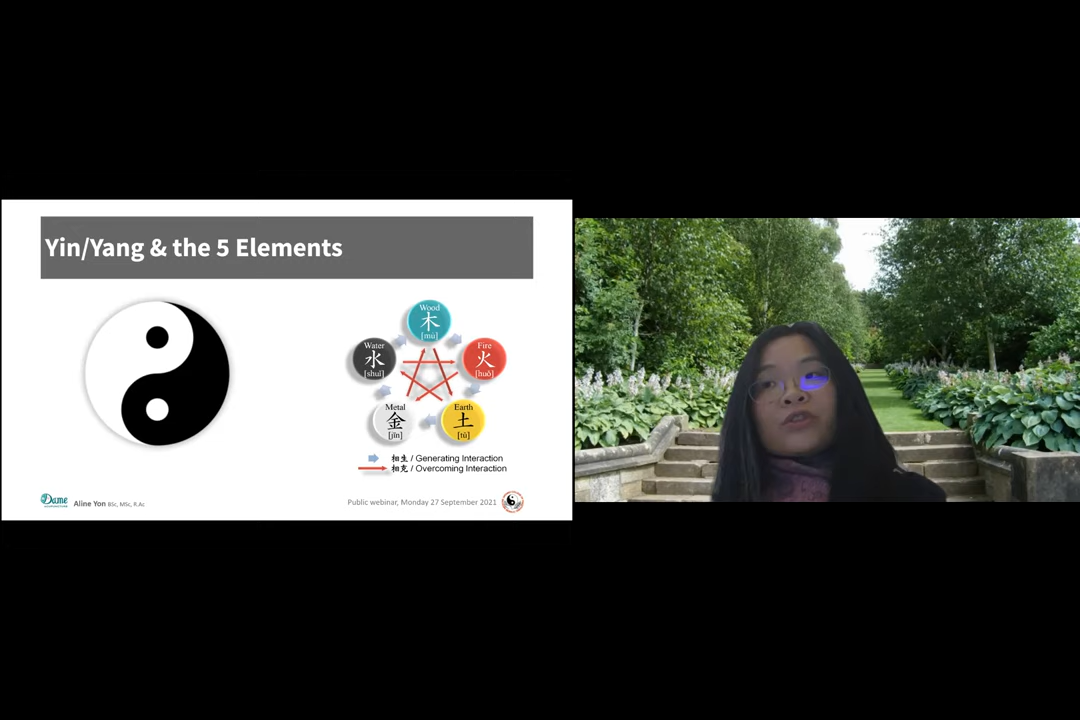 Yin/Yang & the 5 Elements
Wood
木
[mù]
Water
水
[shuǐ]
Fire
火
[huǒ]
Metal
金
[jīn]
Earth
土
[tǔ]
相生 / Generating Interaction
相克 / Overcoming Interaction
Dame
Aline Yon BSc, MSc, R.Ac
Public webinar, Monday 27 September 2021